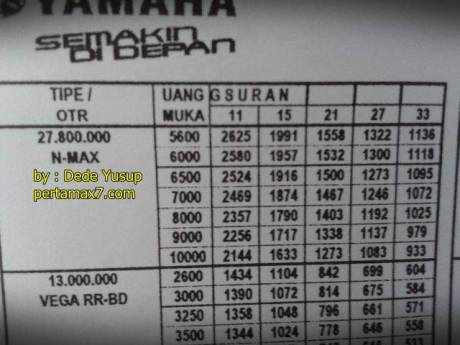 YAMAHA
SEMAKIN
DI DEPAN
TIPE / UANG GSURAN
OTR MUKA 11 15 21 27 33
27.800.000 5600 2625 1991 1558 1322 1136
N-MAX 6000 2580 1957 1532 1300 1118
6500 2524 1916 1500 1273 1095
by : Dede Yusup
pertamax7.com
7000 2469 1874 1467 1246 1072
8000 2357 1790 1403 1192 1025
9000 2256 1717 1338 1137 979
10000 2144 1633 1273 1083 933
13.000.000 2600 1434 1104 842 699 604
VEGA RR-BD 3000 1390 1072 814 675 584
3250 1358 1048 796 661 571
3500 1344 1024 778 646 558